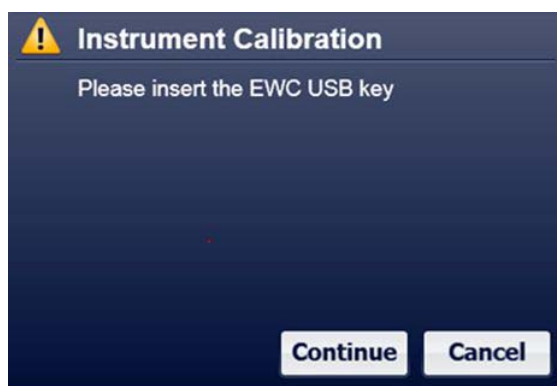 Instrument Calibration
Please insert the EWC USB key
Continue Cancel